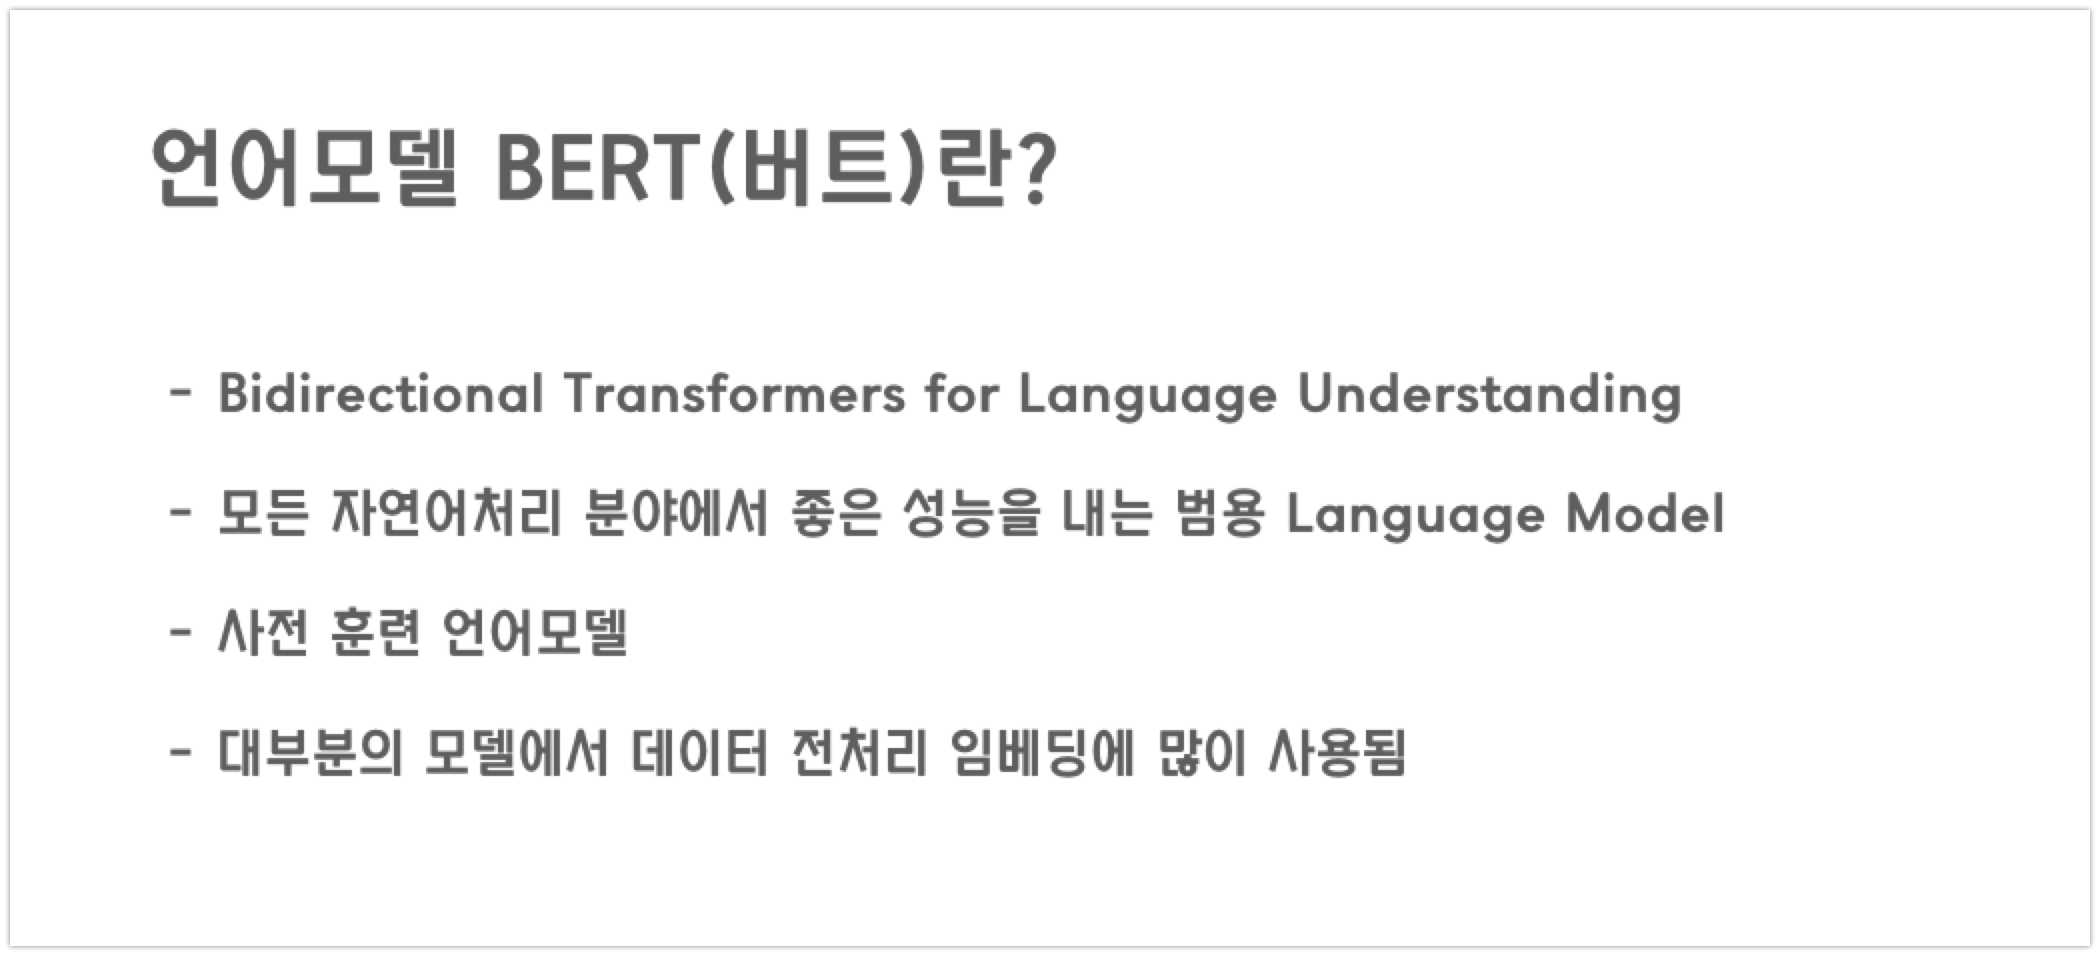 언어모델 BERT(버트)란?
- Bidirectional Transformers for Language Understanding
- 모든 자연어처리 분야에서 좋은 성능을 내는 범용 Language Model
- 사전 훈련 언어모델
- 대부분의 모델에서 데이터 전처리 임베딩에 많이 사용됨